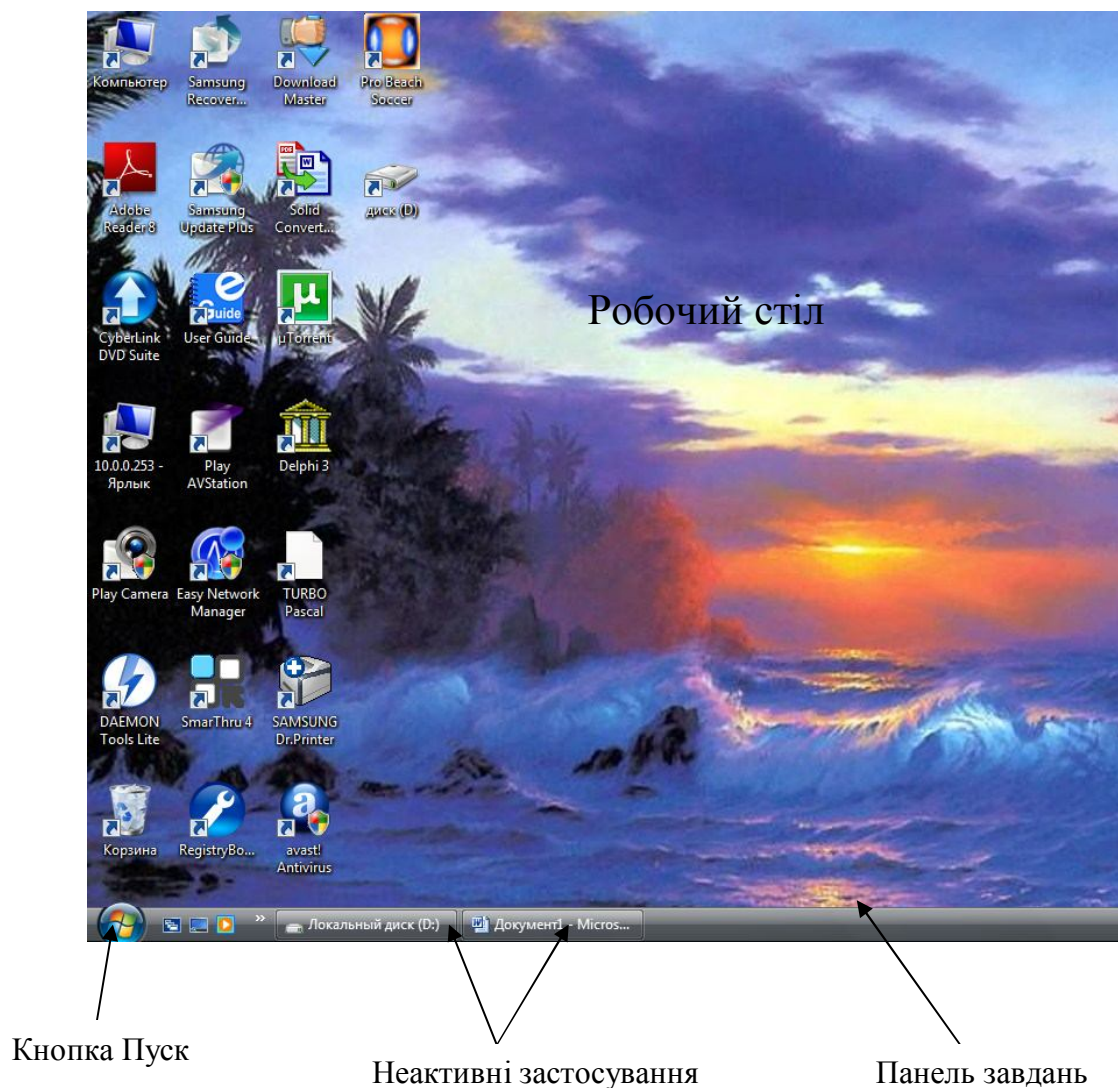 Компьютер
Samsung
Recover...
Download
Master
Pro Beach
Soccer
Adobe
Reader 8
Samsung
Update Plus
PDF
W
Solid
Convert...
диск (D)
CyberLink
DVD Suite
e
Guide
User Guide
µ
µTorrent
Робочий стіл
10.0.0.253 -
Ярлык
Play
AVStation
Delphi 3
Play Camera
Easy Network
Manager
TURBO
Pascal
DAEMON
Tools Lite
SmarThru 4
SAMSUNG
Dr.Printer
Корзина
RegistryBo...
a
avast!
Antivirus
»
Локальный диск (D:)
Документ1 - Micros...
Кнопка Пуск
Неактивні застосування
Панель завдань